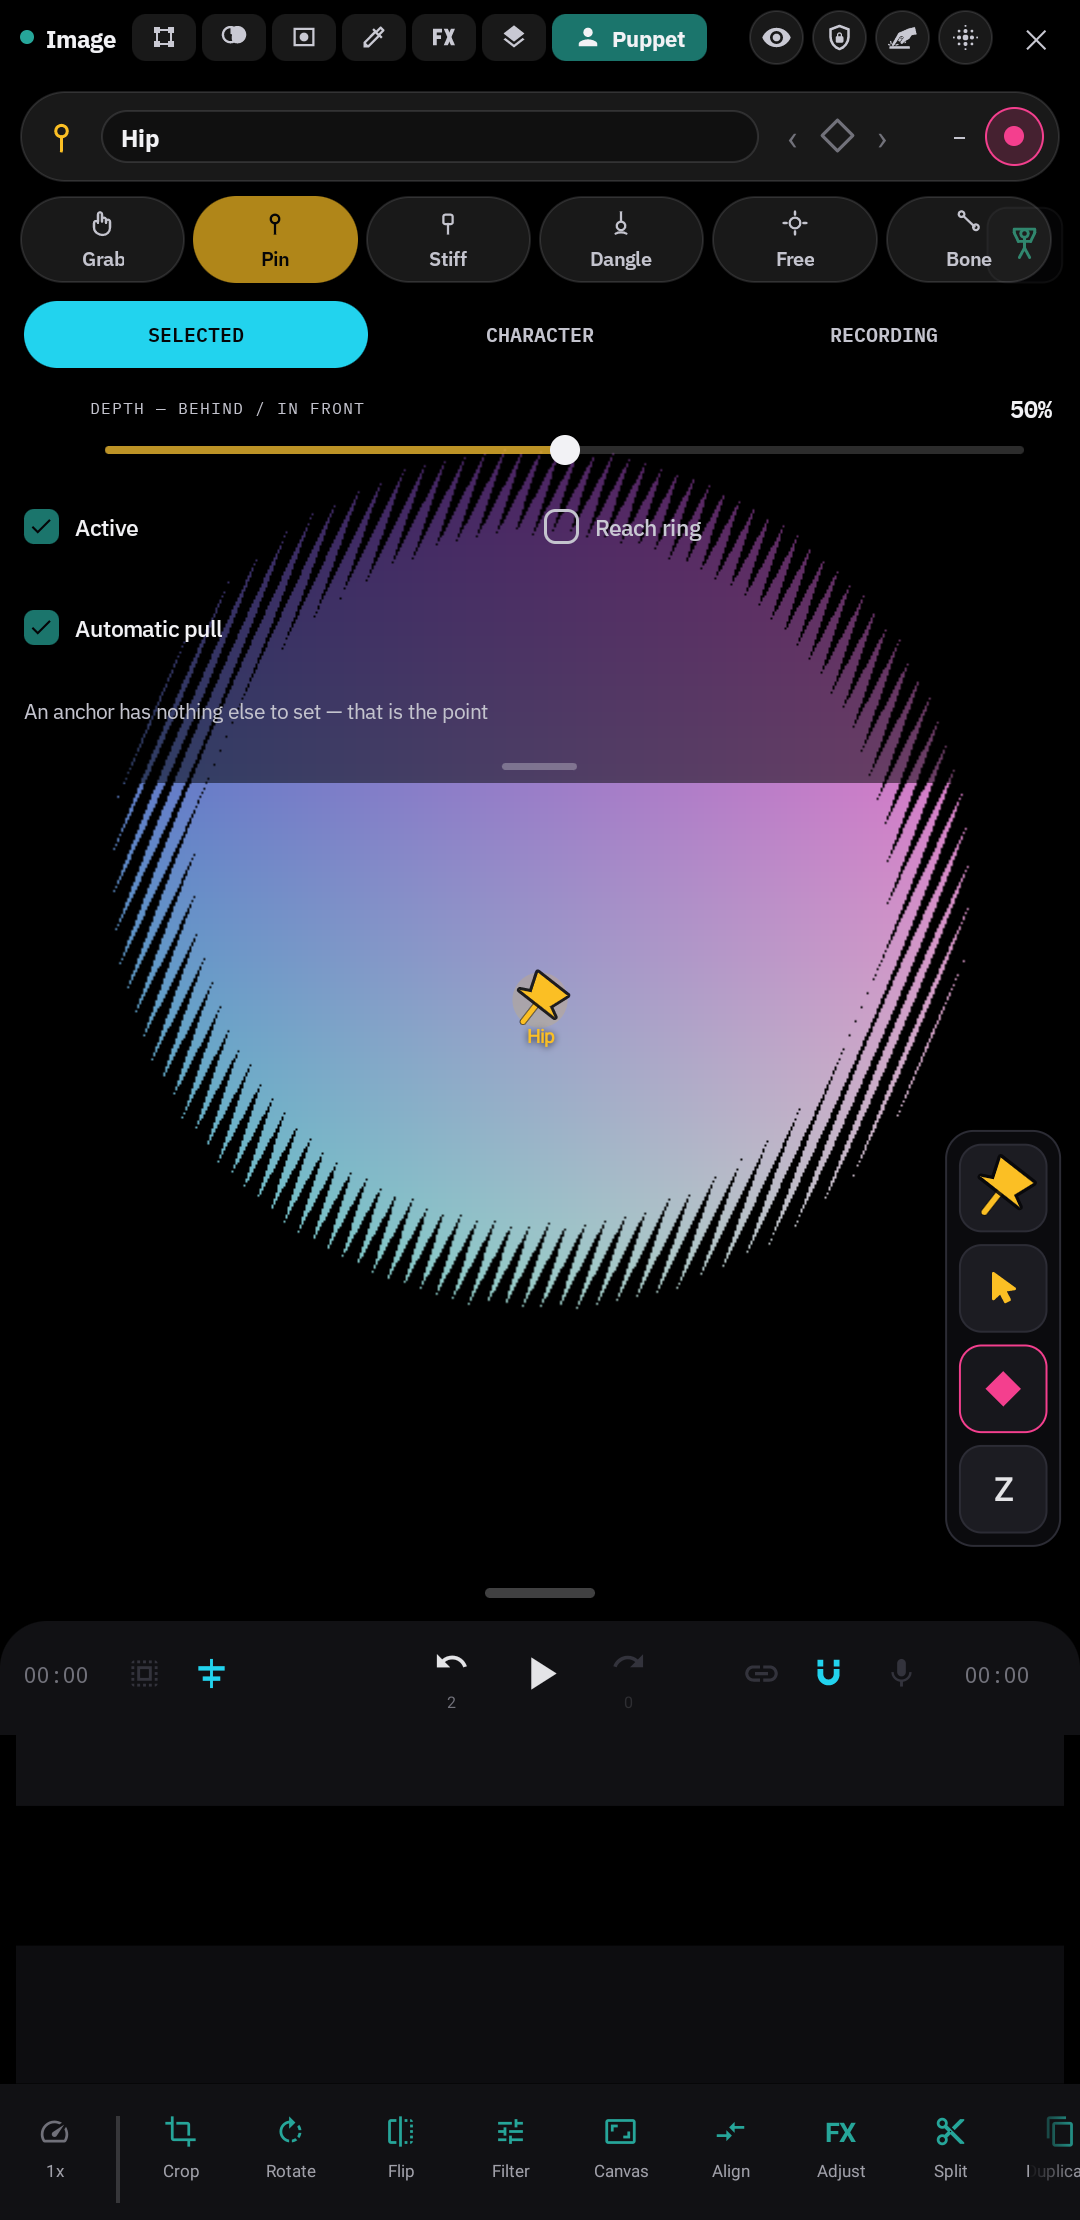 Image
FX
Puppet
Hip
Grab
Pin
Stiff
Dangle
Free
Bone
SELECTED
CHARACTER
RECORDING
DEPTH — BEHIND / IN FRONT
50%
Active
Reach ring
Automatic pull
An anchor has nothing else to set — that is the point
Hip
Z
00:00
2
0
00:00
1x
Crop
Rotate
Flip
Filter
Canvas
Align
FX
Adjust
Split
Duplica